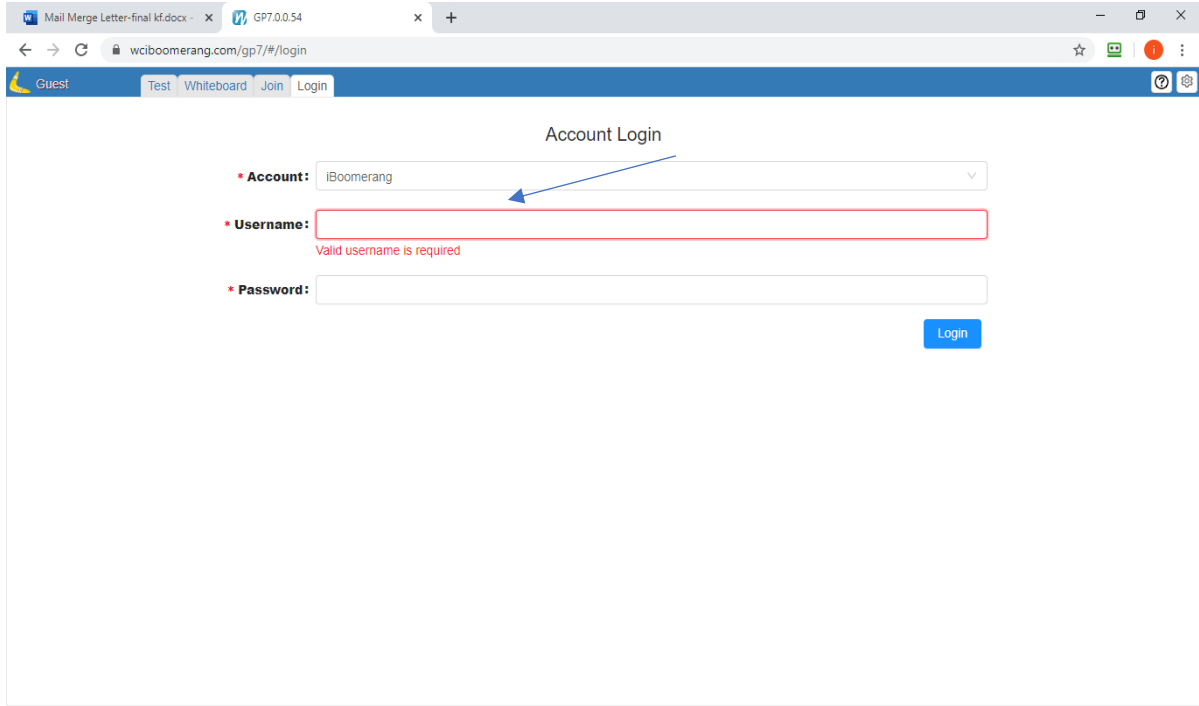 Mail Merge Letter-final kf.docx -
GP7.0.0.54
wciboomerang.com/gp7/#/login
Guest
Test Whiteboard Join Login
Account Login
* Account: iBoomerang
* Username:
Valid username is required
* Password:
Login